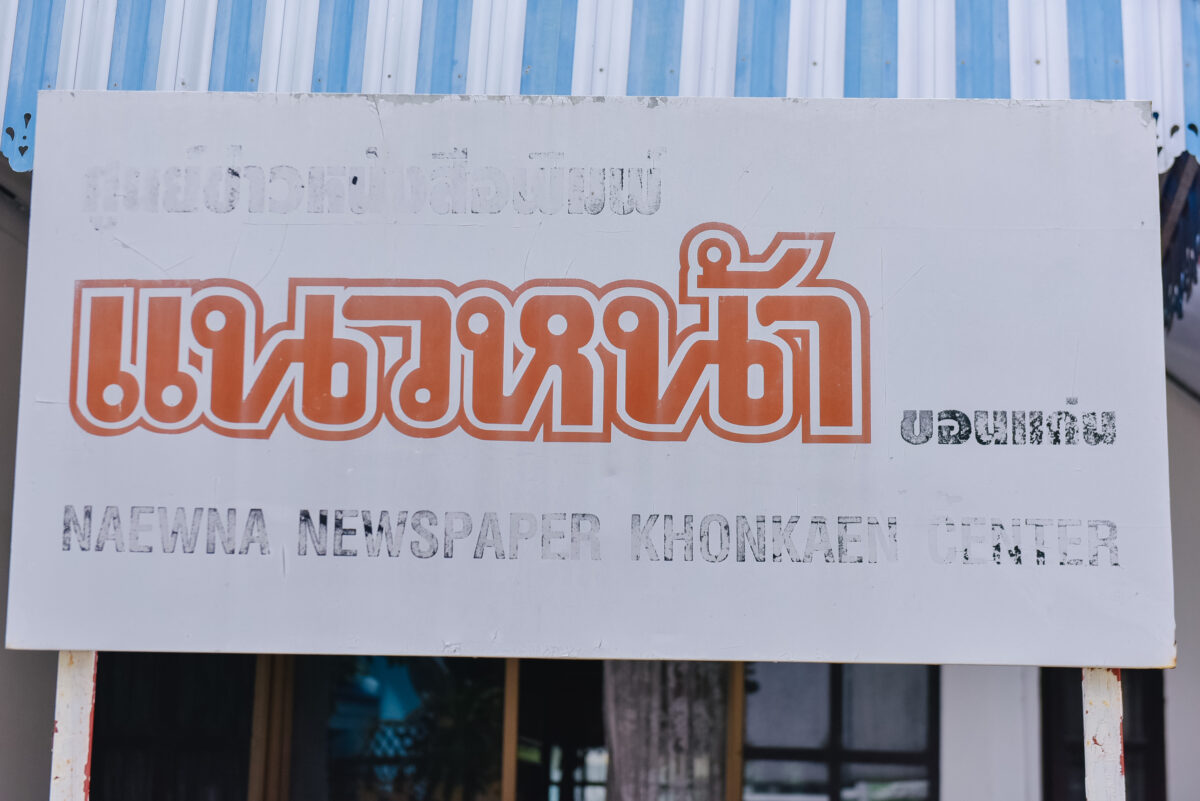 ศูนย์ข่าวหนังสือพิมพ์
แนวหน้า ขอนแก่น
NAEWNA NEWSPAPER KHONKAEN CENTER